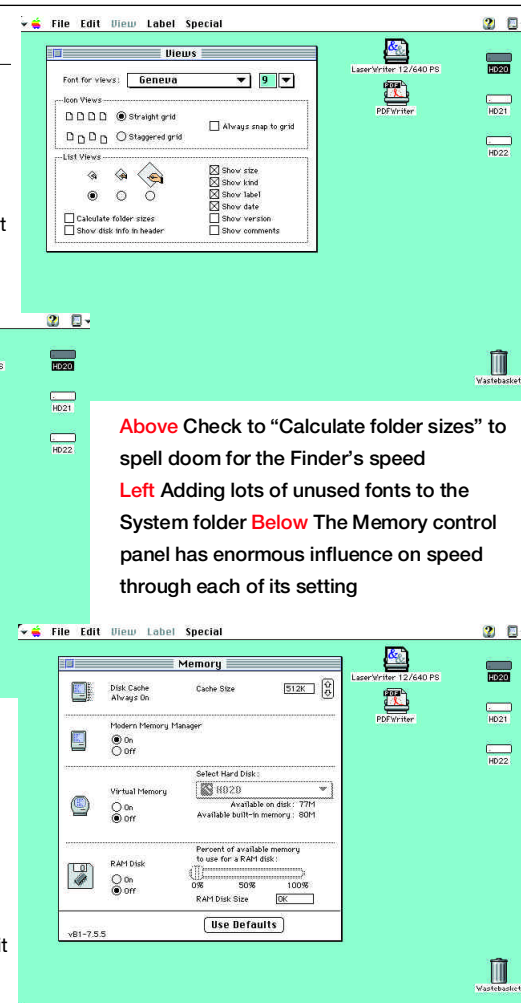 File Edit View Label Special
Views
Font for views: Geneva 9
Icon Views
Straight grid
Always snap to grid
Staggered grid
List Views
Show size
Show kind
Show label
Show date
Calculate folder sizes
Show version
Show disk info in header
Show comments
LaserWriter 12/640 PS
PDFWriter
HD20
HD21
HD22
Wastebasket
t
s
HD20
HD21
HD22
Above Check to “Calculate folder sizes” to
spell doom for the Finder’s speed
Left Adding lots of unused fonts to the
System folder Below The Memory control
panel has enormous influence on speed
through each of its setting
File Edit View Label Special
Memory
Disk Cache
Always On
Cache Size 512K
Modern Memory Manager
On
Off
Virtual Memory
On
Off
Select Hard Disk:
HD20
Available on disk: 77M
Available built-in memory: 80M
RAM Disk
On
Off
Percent of available memory
to use for a RAM disk:
0% 50% 100%
RAM Disk Size 0K
v81-7.5.5
Use Defaults
LaserWriter 12/640 PS
PDFWriter
HD20
HD21
HD22
Wastebasket
it